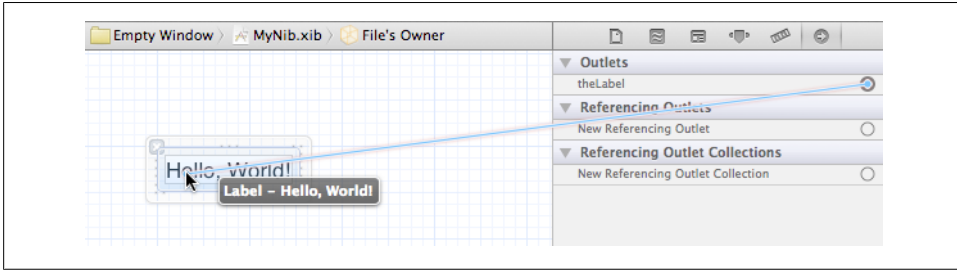 Empty Window MyNib.xib File's Owner
Outlets
theLabel
Referencing Outlets
New Referencing Outlet
Referencing Outlet Collections
New Referencing Outlet Collection
Hello, World!
Label – Hello, World!